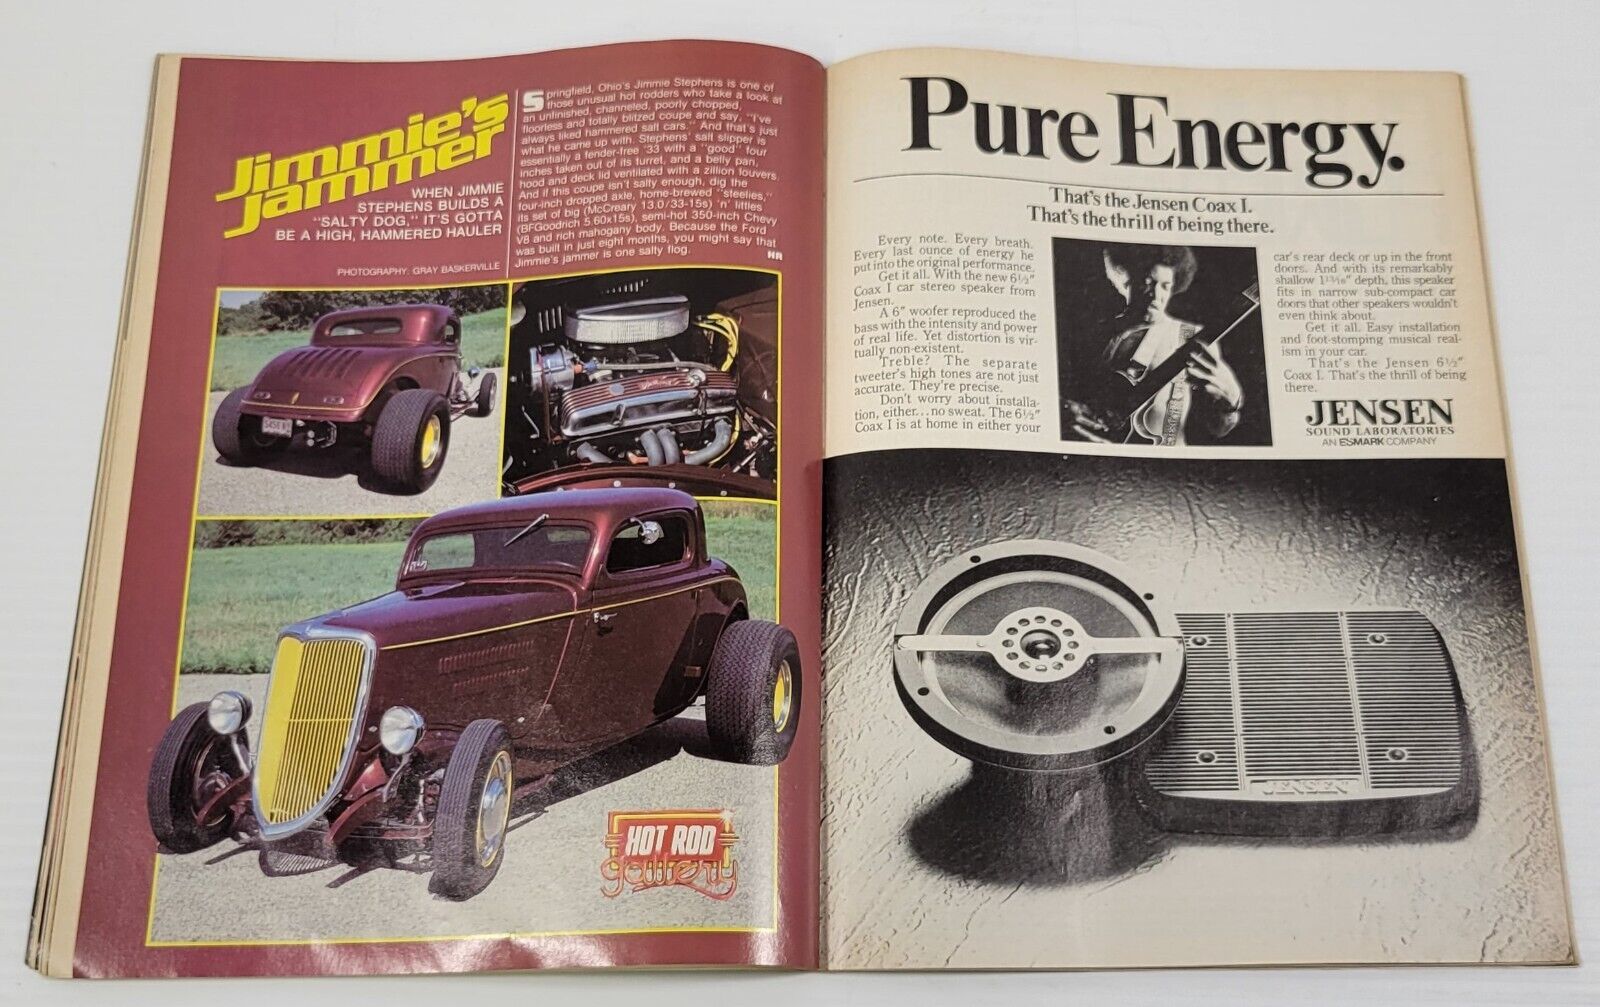 Jimmie's
Jammer
WHEN JIMMIE
STEPHENS BUILDS A
"SALTY DOG," IT'S GOTTA
BE A HIGH, HAMMERED HAULER
PHOTOGRAPHY: GRAY BASKERVILLE
Springfield, Ohio's Jimmie Stephens is one of
those unusual hot rodders who take a look at
an unfinished, channeled, poorly chopped,
floorless and totally blitzed coupe and say, "I've
always liked hammered salt cars." And that's just
what he came up with. Stephens' salt slipper is
essentially a fender-free '33 with a "good" four
inches taken out of its turret, and a belly pan,
hood and deck lid ventilated with a zillion louvers.
And if this coupe isn't salty enough, dig the
four-inch dropped axle, home-brewed "steelies,"
its set of big (McCreary 13.0/33-15s) 'n' littles
(BFGoodrich 5.60x15s), semi-hot 350-inch Chevy
V8 and rich mahogany body. Because the Ford
was built in just eight months, you might say that
Jimmie's jammer is one salty flog.
HR
HOT ROD
gallery
Pure Energy.
That's the Jensen Coax I.
That's the thrill of being there.
Every note. Every breath.
Every last ounce of energy he
put into the original performance.
Get it all. With the new 6½"
Coax I car stereo speaker from
Jensen.
A 6" woofer reproduced the
bass with the intensity and power
of real life. Yet distortion is vir-
tually non-existent.
Treble? The separate
tweeter's high tones are not just
accurate. They're precise.
Don't worry about installa-
tion, either...no sweat. The 6½"
Coax I is at home in either your
car's rear deck or up in the front
doors. And with its remarkably
shallow 1¹³⁄₁₆" depth, this speaker
fits in narrow sub-compact car
doors that other speakers wouldn't
even think about.
Get it all. Easy installation
and foot-stomping musical real-
ism in your car.
That's the Jensen 6½"
Coax I. That's the thrill of being
there.
JENSEN
SOUND LABORATORIES
AN ESMARK COMPANY
JENSEN